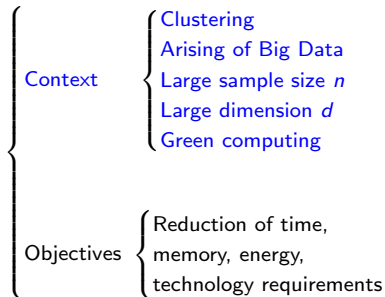 Clustering
Arising of Big Data
Context
Large sample size n
Large dimension d
Green computing
Reduction of time,
Objectives
memory, energy,
technology requirements